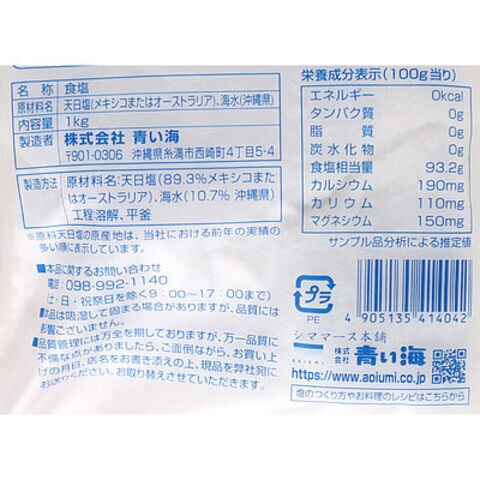 名称 食塩
原材料名 天日塩(メキシコまたはオーストラリア)、海水(沖縄県)
内容量 1kg
製造者 株式会社 青い海
〒901-0306 沖縄県糸満市西崎町4丁目5-4
製造方法 原材料名:天日塩(89.3%メキシコまた
はオーストラリア)、海水(10.7% 沖縄県)
工程:溶解、平釜
※原料天日塩の原産地は、当社における前年の実績の
多い順に表示しています。
■本品に関するお問い合わせ
電話:098-992-1140
(土・日・祝祭日を除く9:00〜17:00まで)
■本品は吸湿して固まる場合がありますが、品質には
影響ございません。
■品質管理には万全を期しておりますが、万一品質に
不備な点がありましたら、ご面倒ながら、お買い上
げの月日、店名をお書き添えの上、現品を弊社宛に
お送りください。お取り替えさせていただきます。
栄養成分表示(100g当り)
エネルギー 0kcal
タンパク質 0g
脂質 0g
炭水化物 0g
食塩相当量 93.2g
カルシウム 190mg
カリウム 110mg
マグネシウム 150mg
サンプル品分析による推定値
プラ
PE
4905135414042
シママース本舗
株式会社 青い海
AOIUMI
https://www.aoiumi.co.jp
塩のつくり方やお料理のレシピはこちらから